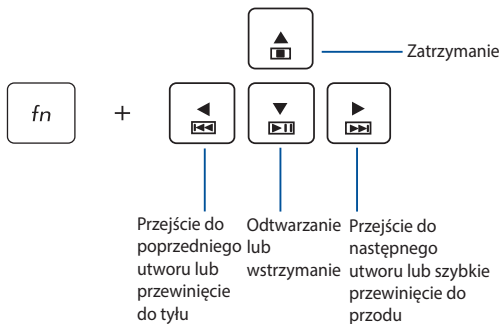 Zatrzymanie
fn
+
Przejście do
poprzedniego
utworu lub
przewinięcie
do tyłu
Odtwarzanie
lub
wstrzymanie
Przejście do
następnego
utworu lub szybkie
przewinięcie do
przodu